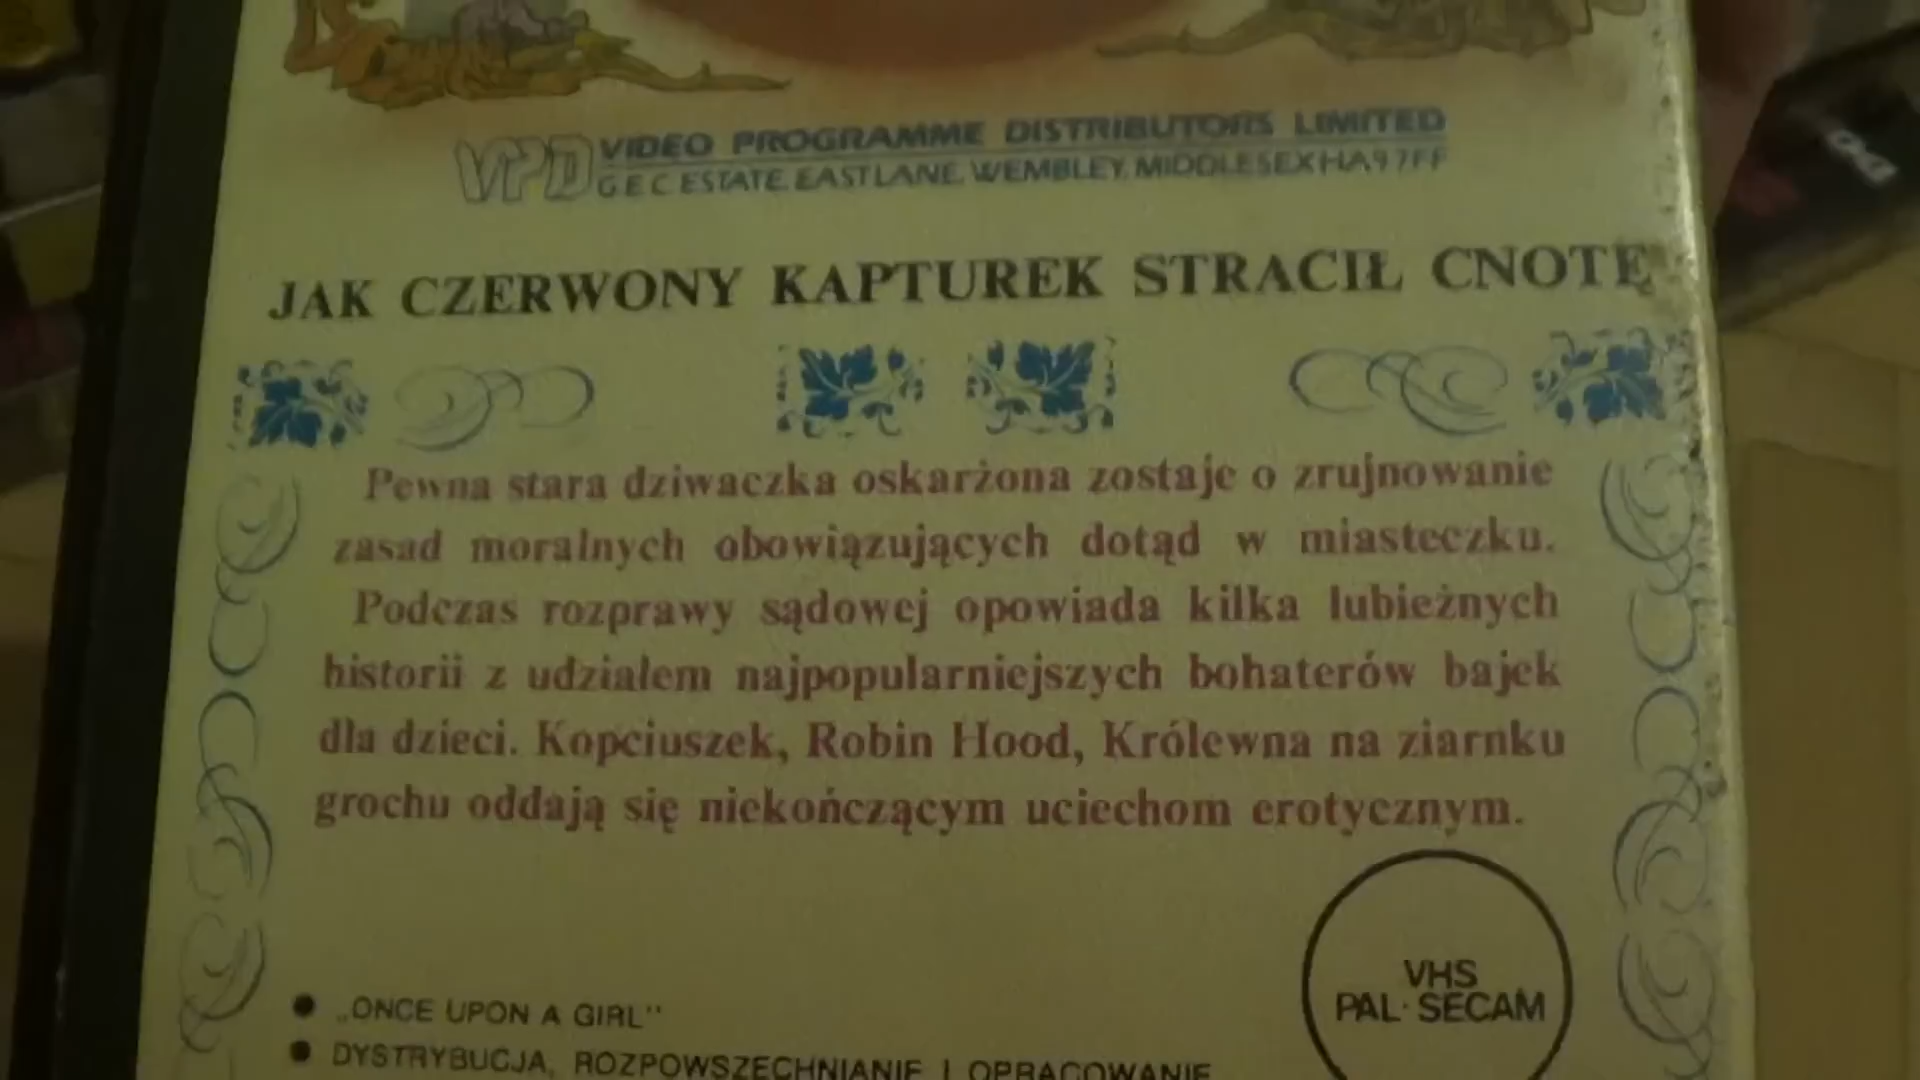 VPD VIDEO PROGRAMME DISTRIBUTORS LIMITED
G E C ESTATE, EAST LANE, WEMBLEY, MIDDLESEX HA9 7FF
JAK CZERWONY KAPTUREK STRACIŁ CNOTĘ
Pewna stara dziwaczka oskarżona zostaje o zrujnowanie
zasad moralnych obowiązujących dotąd w miasteczku.
Podczas rozprawy sądowej opowiada kilka lubieżnych
historii z udziałem najpopularniejszych bohaterów bajek
dla dzieci. Kopciuszek, Robin Hood, Królewna na ziarnku
grochu oddają się niekończącym uciechom erotycznym.
VHS
PAL·SECAM
● „ONCE UPON A GIRL"
● DYSTRYBUCJA, ROZPOWSZECHNIANIE I OPRACOWANIE